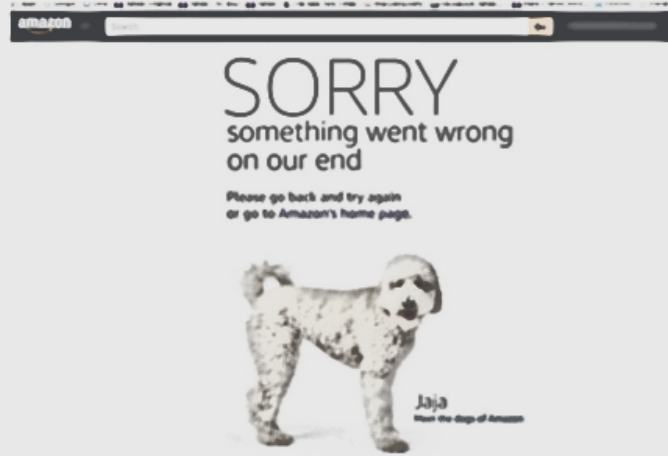 amazon
Search
SORRY
something went wrong
on our end
Please go back and try again
or go to Amazon's home page.
Jaja
Meet the dogs of Amazon